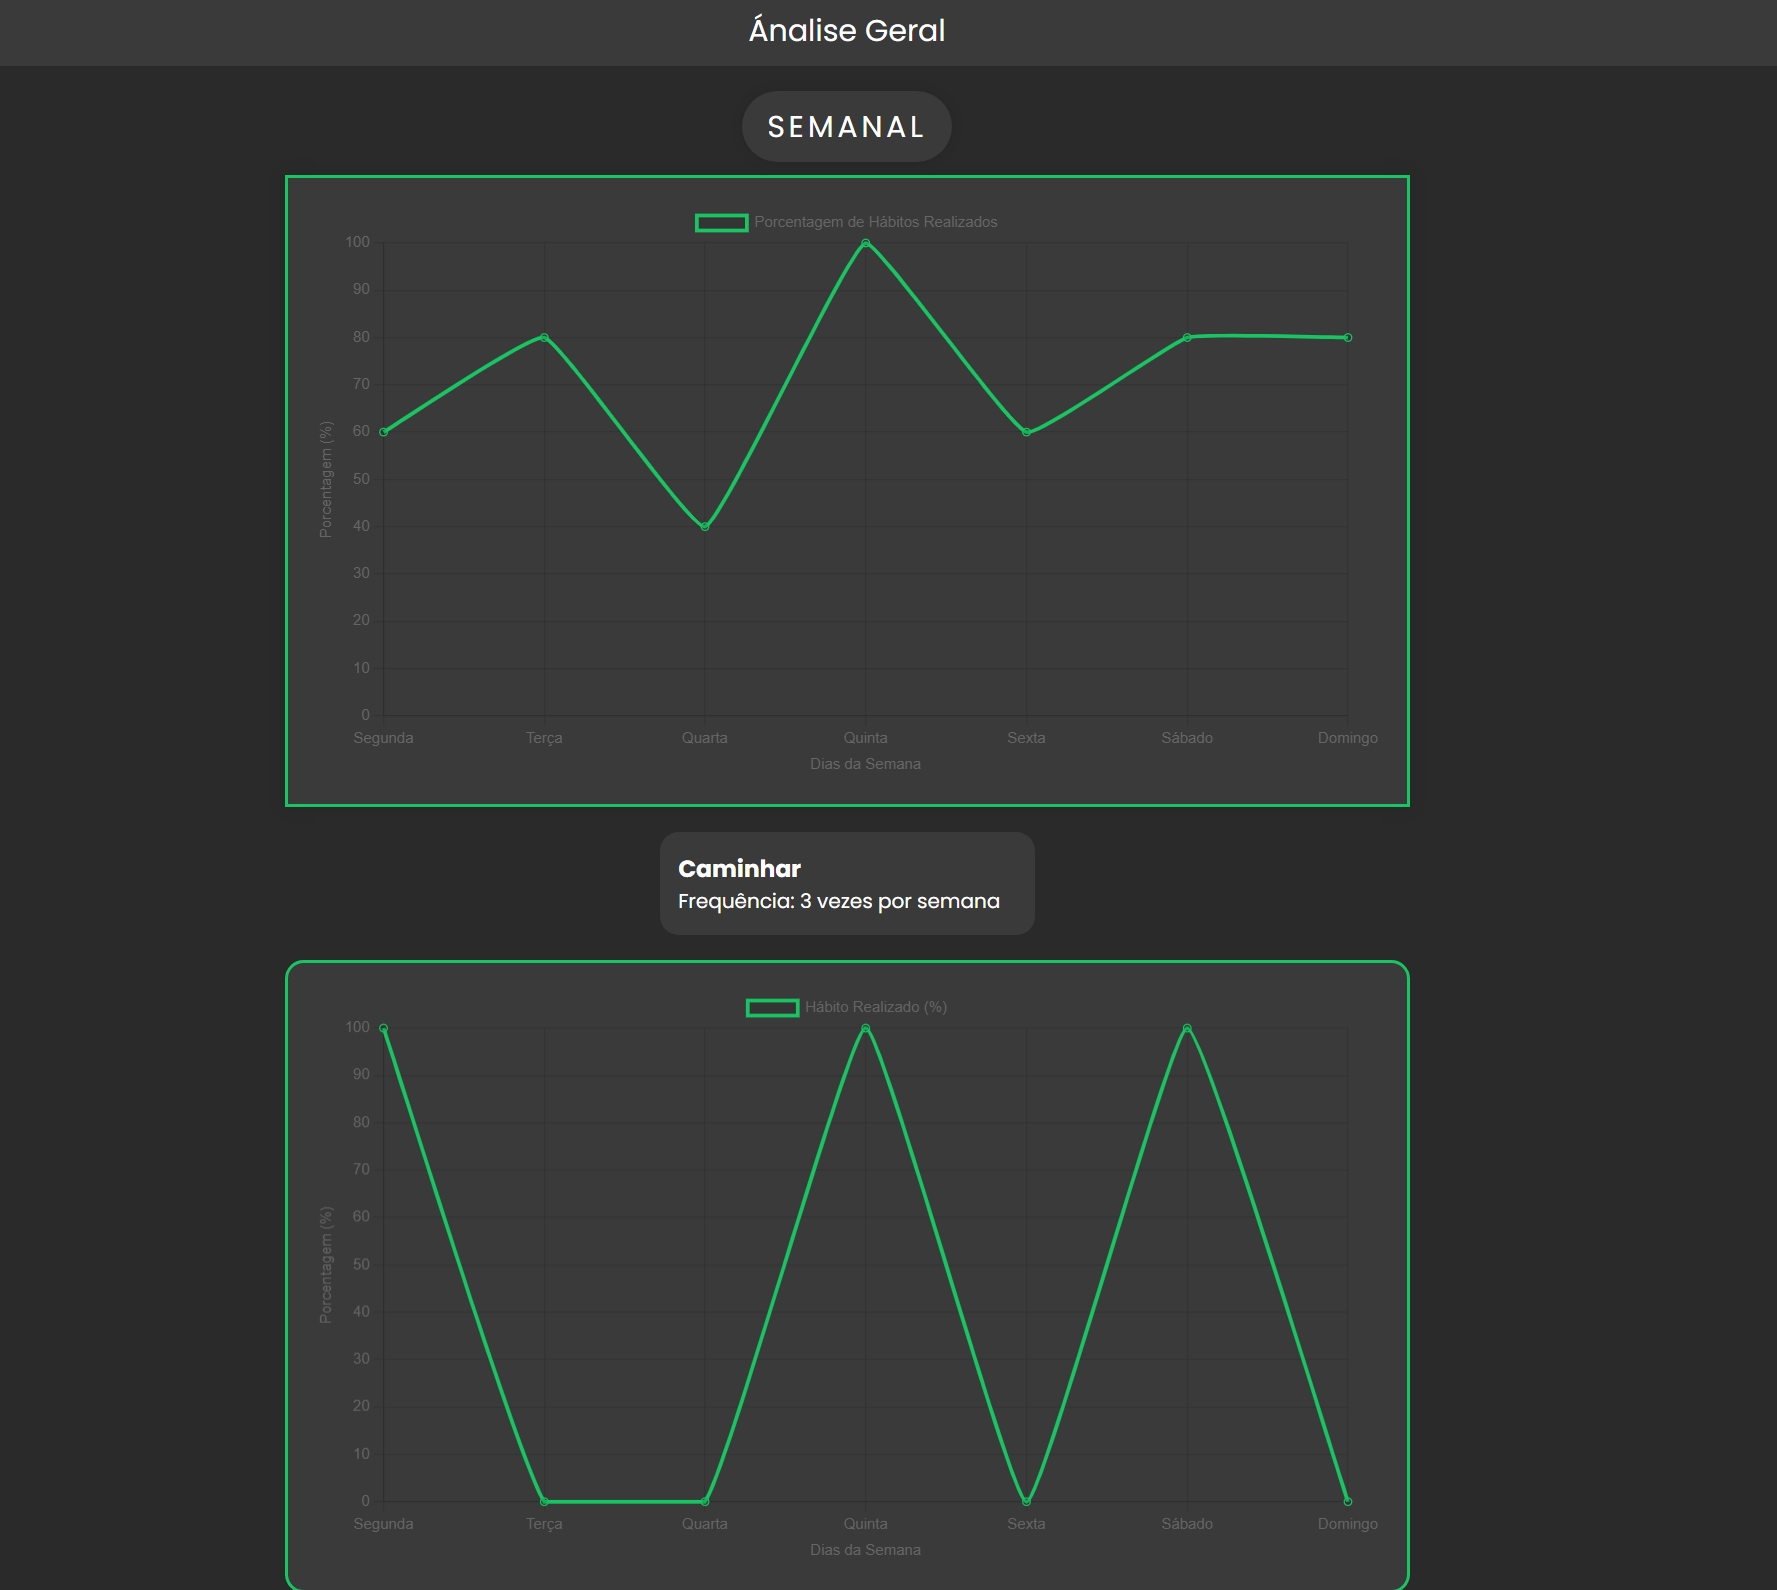 Ánalise Geral
SEMANAL
Porcentagem de Hábitos Realizados
100
90
80
70
60
50
40
30
20
10
0
Porcentagem (%)
Segunda Terça Quarta Quinta Sexta Sábado Domingo
Dias da Semana
Caminhar
Frequência: 3 vezes por semana
Hábito Realizado (%)
100
90
80
70
60
50
40
30
20
10
0
Porcentagem (%)
Segunda Terça Quarta Quinta Sexta Sábado Domingo
Dias da Semana